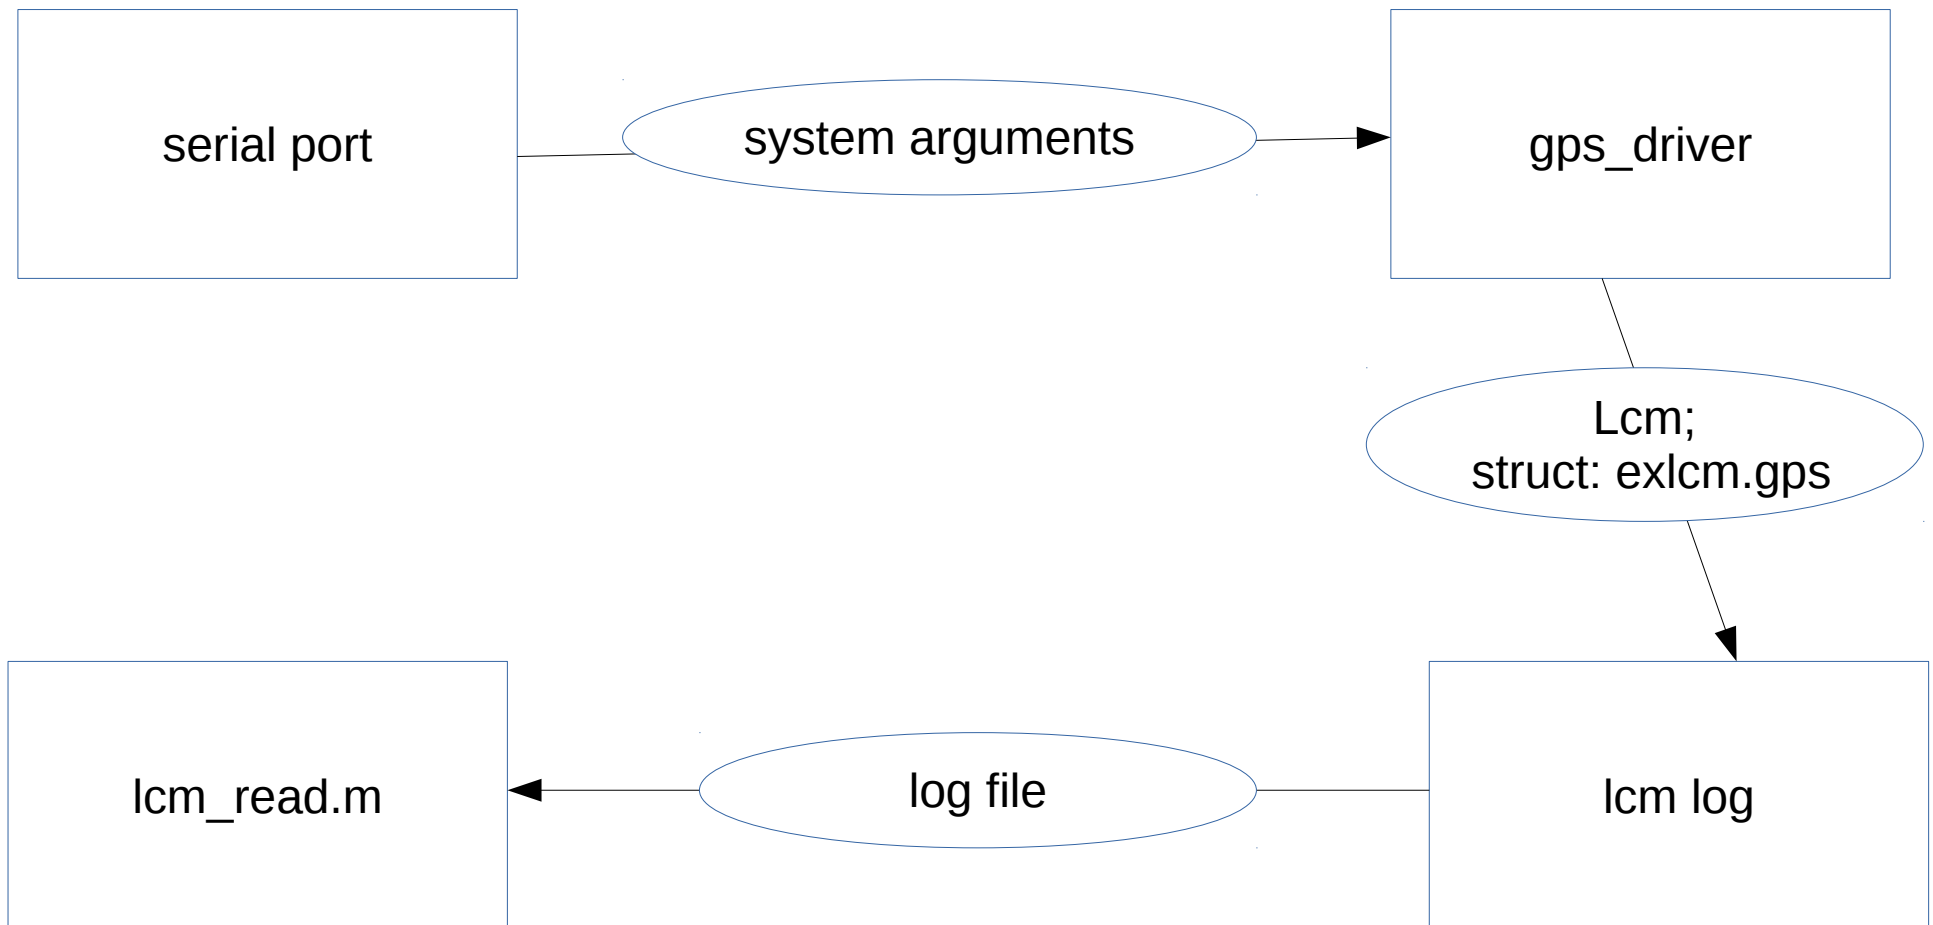 serial port
system arguments
gps_driver
Lcm;
struct: exlcm.gps
lcm_read.m
log file
lcm log